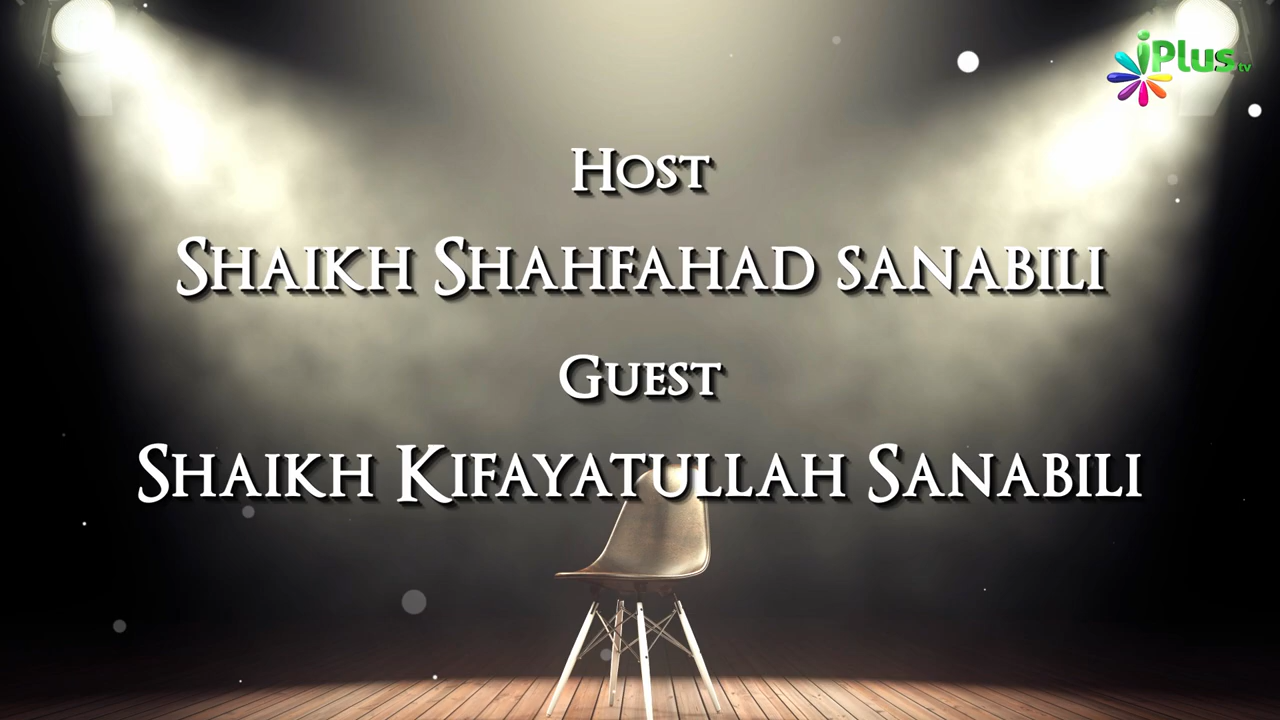 iPlus tv
Host
Shaikh Shahfahad sanabili
Guest
Shaikh Kifayatullah Sanabili